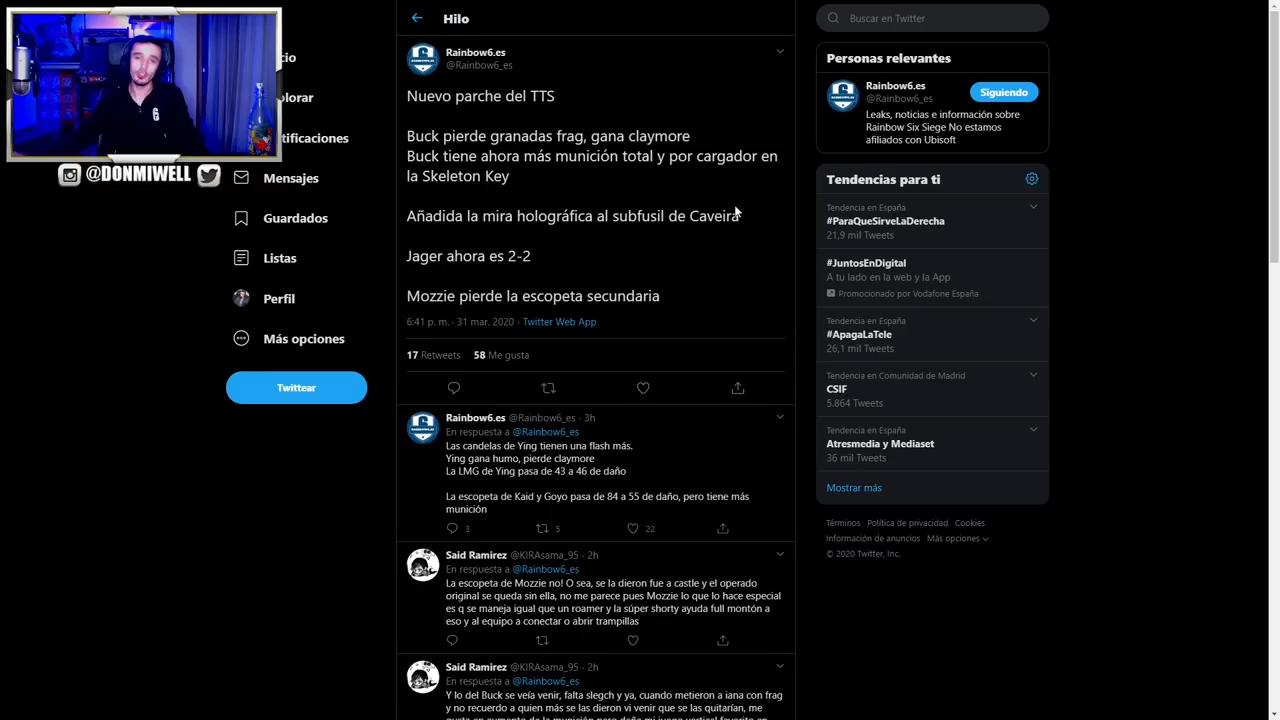 Hilo
Rainbow6.es
@Rainbow6_es
Nuevo parche del TTS
Buck pierde granadas frag, gana claymore
Buck tiene ahora más munición total y por cargador en
la Skeleton Key
Añadida la mira holográfica al subfusil de Caveira
Jager ahora es 2-2
Mozzie pierde la escopeta secundaria
6:41 p. m. · 31 mar. 2020 · Twitter Web App
17 Retweets 58 Me gusta
Rainbow6.es @Rainbow6_es · 3h
En respuesta a @Rainbow6_es
Las candelas de Ying tienen una flash más.
Ying gana humo, pierde claymore
La LMG de Ying pasa de 43 a 46 de daño
La escopeta de Kaid y Goyo pasa de 84 a 55 de daño, pero tiene más
munición
3 5 22
Said Ramirez @KIRAsama_95 · 2h
En respuesta a @Rainbow6_es
La escopeta de Mozzie no! O sea, se la dieron fue a castle y el operado
original se queda sin ella, no me parece pues Mozzie lo que lo hace especial
es q se maneja igual que un roamer y la súper shorty ayuda full montón a
eso y al equipo a conectar o abrir trampillas
Said Ramirez @KIRAsama_95 · 2h
En respuesta a @Rainbow6_es
Y lo del Buck se veía venir, falta slegch y ya, cuando metieron a iana con frag
y no recuerdo a quien más se las dieron vi venir que se las quitarían, me
cio
plorar
tificaciones
@DONMIWELL
Mensajes
Guardados
Listas
Perfil
Más opciones
Twittear
Buscar en Twitter
Personas relevantes
Rainbow6.es
@Rainbow6_es
Siguiendo
Leaks, noticias e información sobre
Rainbow Six Siege No estamos
afiliados con Ubisoft
Tendencias para ti
Tendencia en España
#ParaQueSirveLaDerecha
21,9 mil Tweets
#JuntosEnDigital
A tu lado en la web y la App
Promocionado por Vodafone España
Tendencia en España
#ApagaLaTele
26,1 mil Tweets
Tendencia en Comunidad de Madrid
CSIF
5.864 Tweets
Tendencia en España
Atresmedia y Mediaset
36 mil Tweets
Mostrar más
Términos Política de privacidad Cookies
Información de anuncios Más opciones
© 2020 Twitter, Inc.